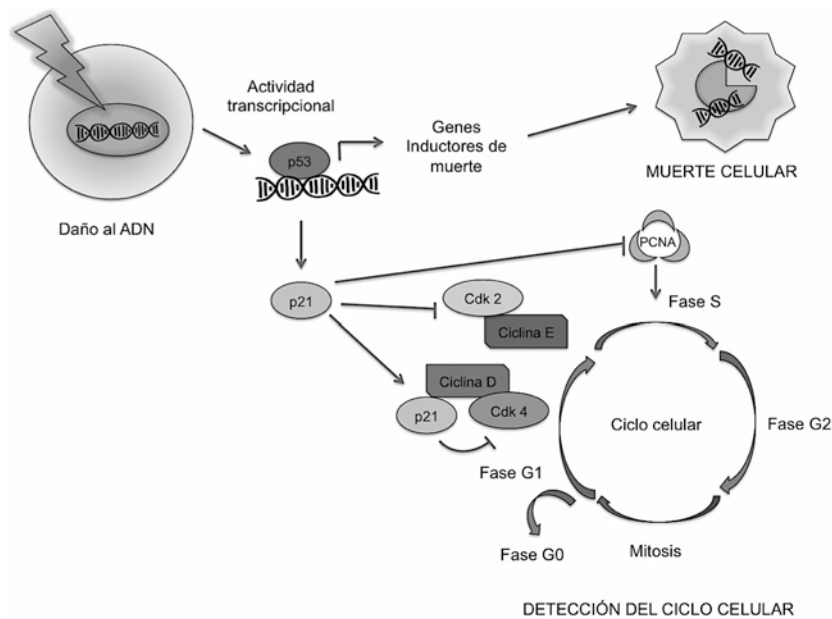 Actividad
transcripcional
p53
Genes
Inductores de
muerte
MUERTE CELULAR
Daño al ADN
PCNA
p21
Cdk 2
Ciclina E
Fase S
Ciclina D
p21
Cdk 4
Ciclo celular
Fase G2
Fase G1
Fase G0
Mitosis
DETECCIÓN DEL CICLO CELULAR